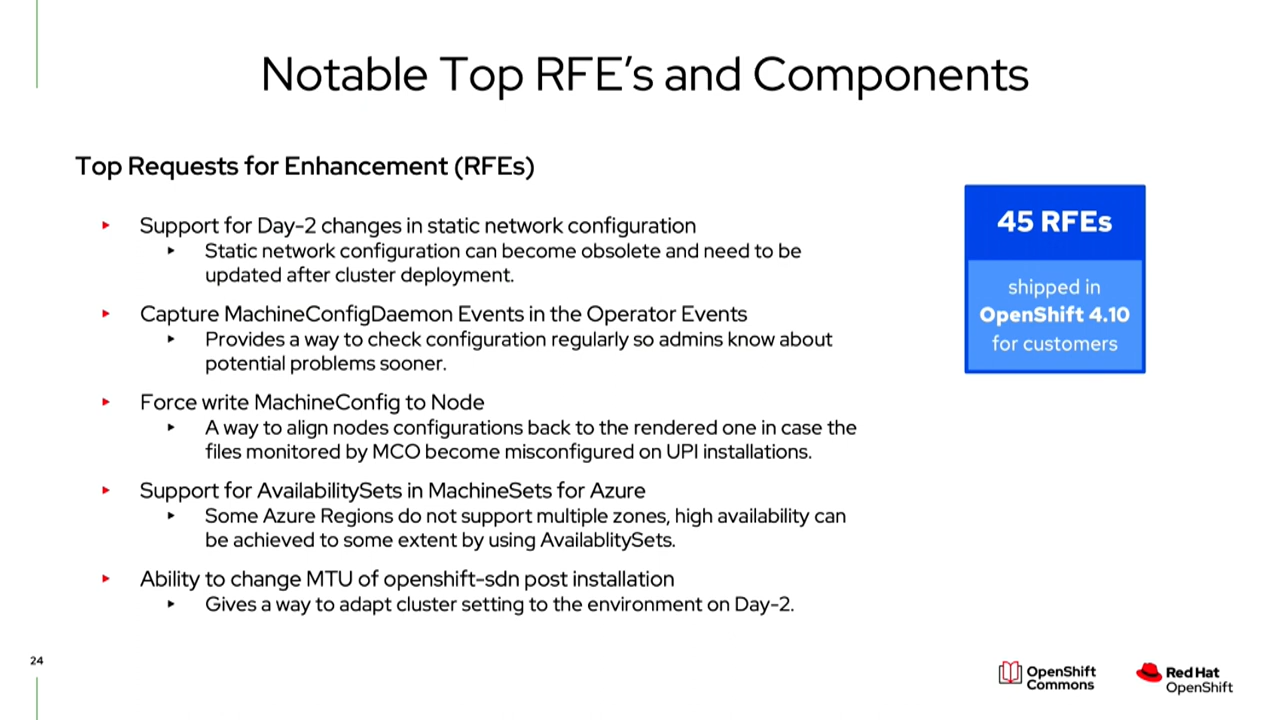 Notable Top RFE's and Components
Top Requests for Enhancement (RFEs)
Support for Day-2 changes in static network configuration
Static network configuration can become obsolete and need to be
updated after cluster deployment.
Capture MachineConfigDaemon Events in the Operator Events
Provides a way to check configuration regularly so admins know about
potential problems sooner.
Force write MachineConfig to Node
A way to align nodes configurations back to the rendered one in case the
files monitored by MCO become misconfigured on UPI installations.
Support for AvailabilitySets in MachineSets for Azure
Some Azure Regions do not support multiple zones, high availability can
be achieved to some extent by using AvailablitySets.
Ability to change MTU of openshift-sdn post installation
Gives a way to adapt cluster setting to the environment on Day-2.
45 RFEs
shipped in
OpenShift 4.10
for customers
24
OpenShift
Commons
Red Hat
OpenShift